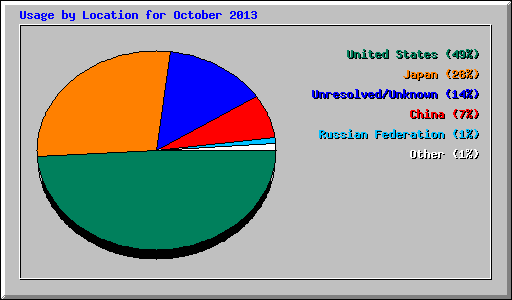 Usage by Location for October 2013
United States (49%)
Japan (28%)
Unresolved/Unknown (14%)
China (7%)
Russian Federation (1%)
Other (1%)